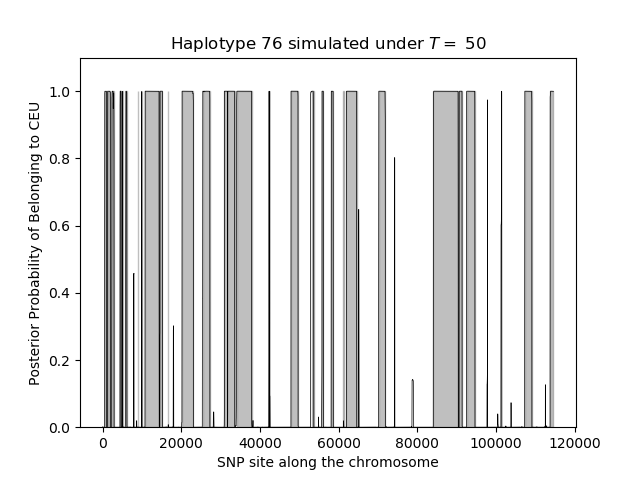 Haplotype 76 simulated under T = 50
Posterior Probability of Belonging to CEU
1.0
0.8
0.6
0.4
0.2
0.0
0 20000 40000 60000 80000 100000 120000
SNP site along the chromosome